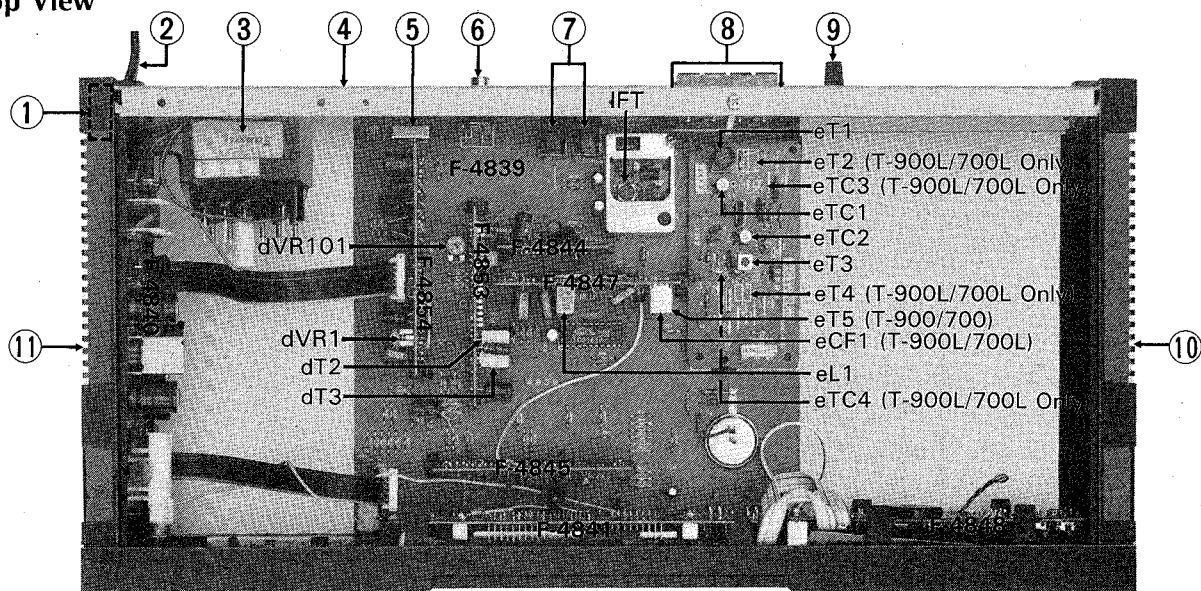 op View
② ③ ④ ⑤ ⑥ ⑦ ⑧ ⑨
①
IFT
eT1
eT2 (T-900L/700L Only)
F-4839
eTC3 (T-900L/700L Only)
eTC1
eTC2
dVR101
F-4853
F-4844
eT3
F-4840
F-4854
F-4847
eT4 (T-900L/700L Only)
eT5 (T-900/700)
⑪
dVR1
eCF1 (T-900L/700L)
⑩
dT2
eL1
dT3
eTC4 (T-900L/700L Only)
F-4845
F-4841
F-4848